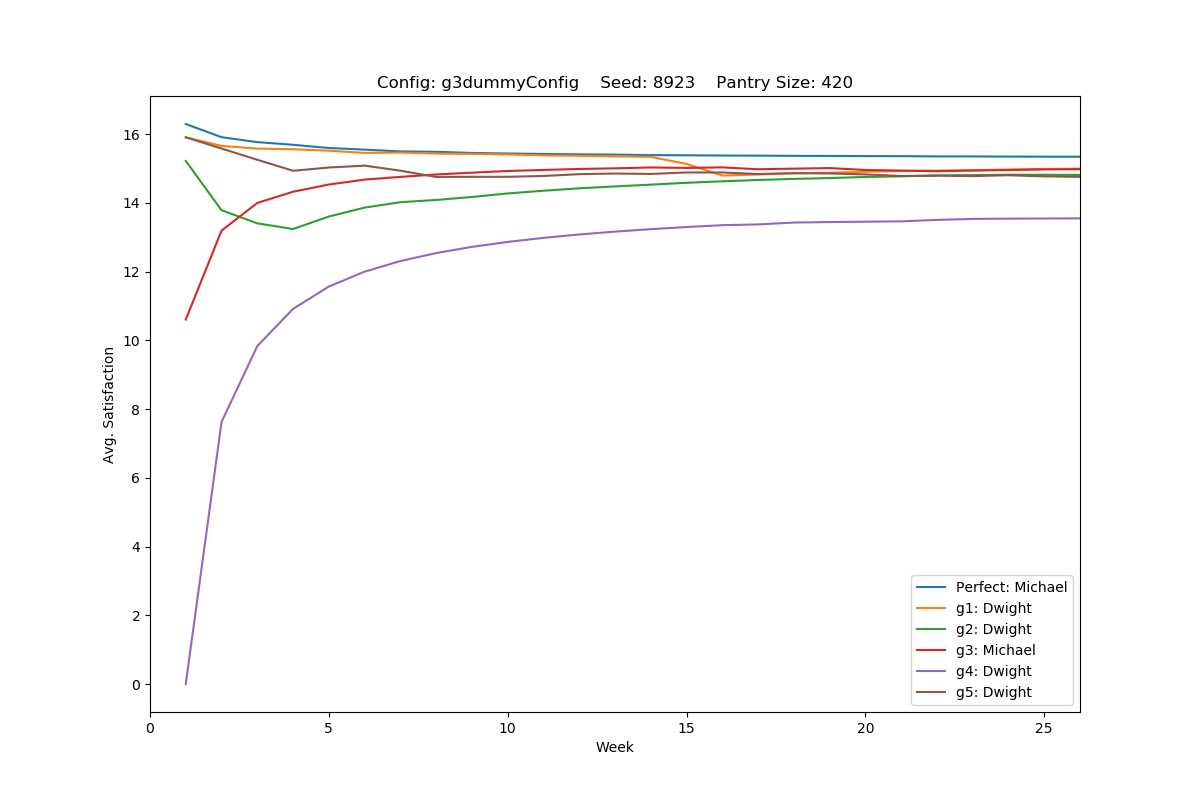 Config: g3dummyConfig    Seed: 8923    Pantry Size: 420
Avg. Satisfaction
16
14
12
10
8
6
4
2
0
0 5 10 15 20 25
Week
Perfect: Michael
g1: Dwight
g2: Dwight
g3: Michael
g4: Dwight
g5: Dwight